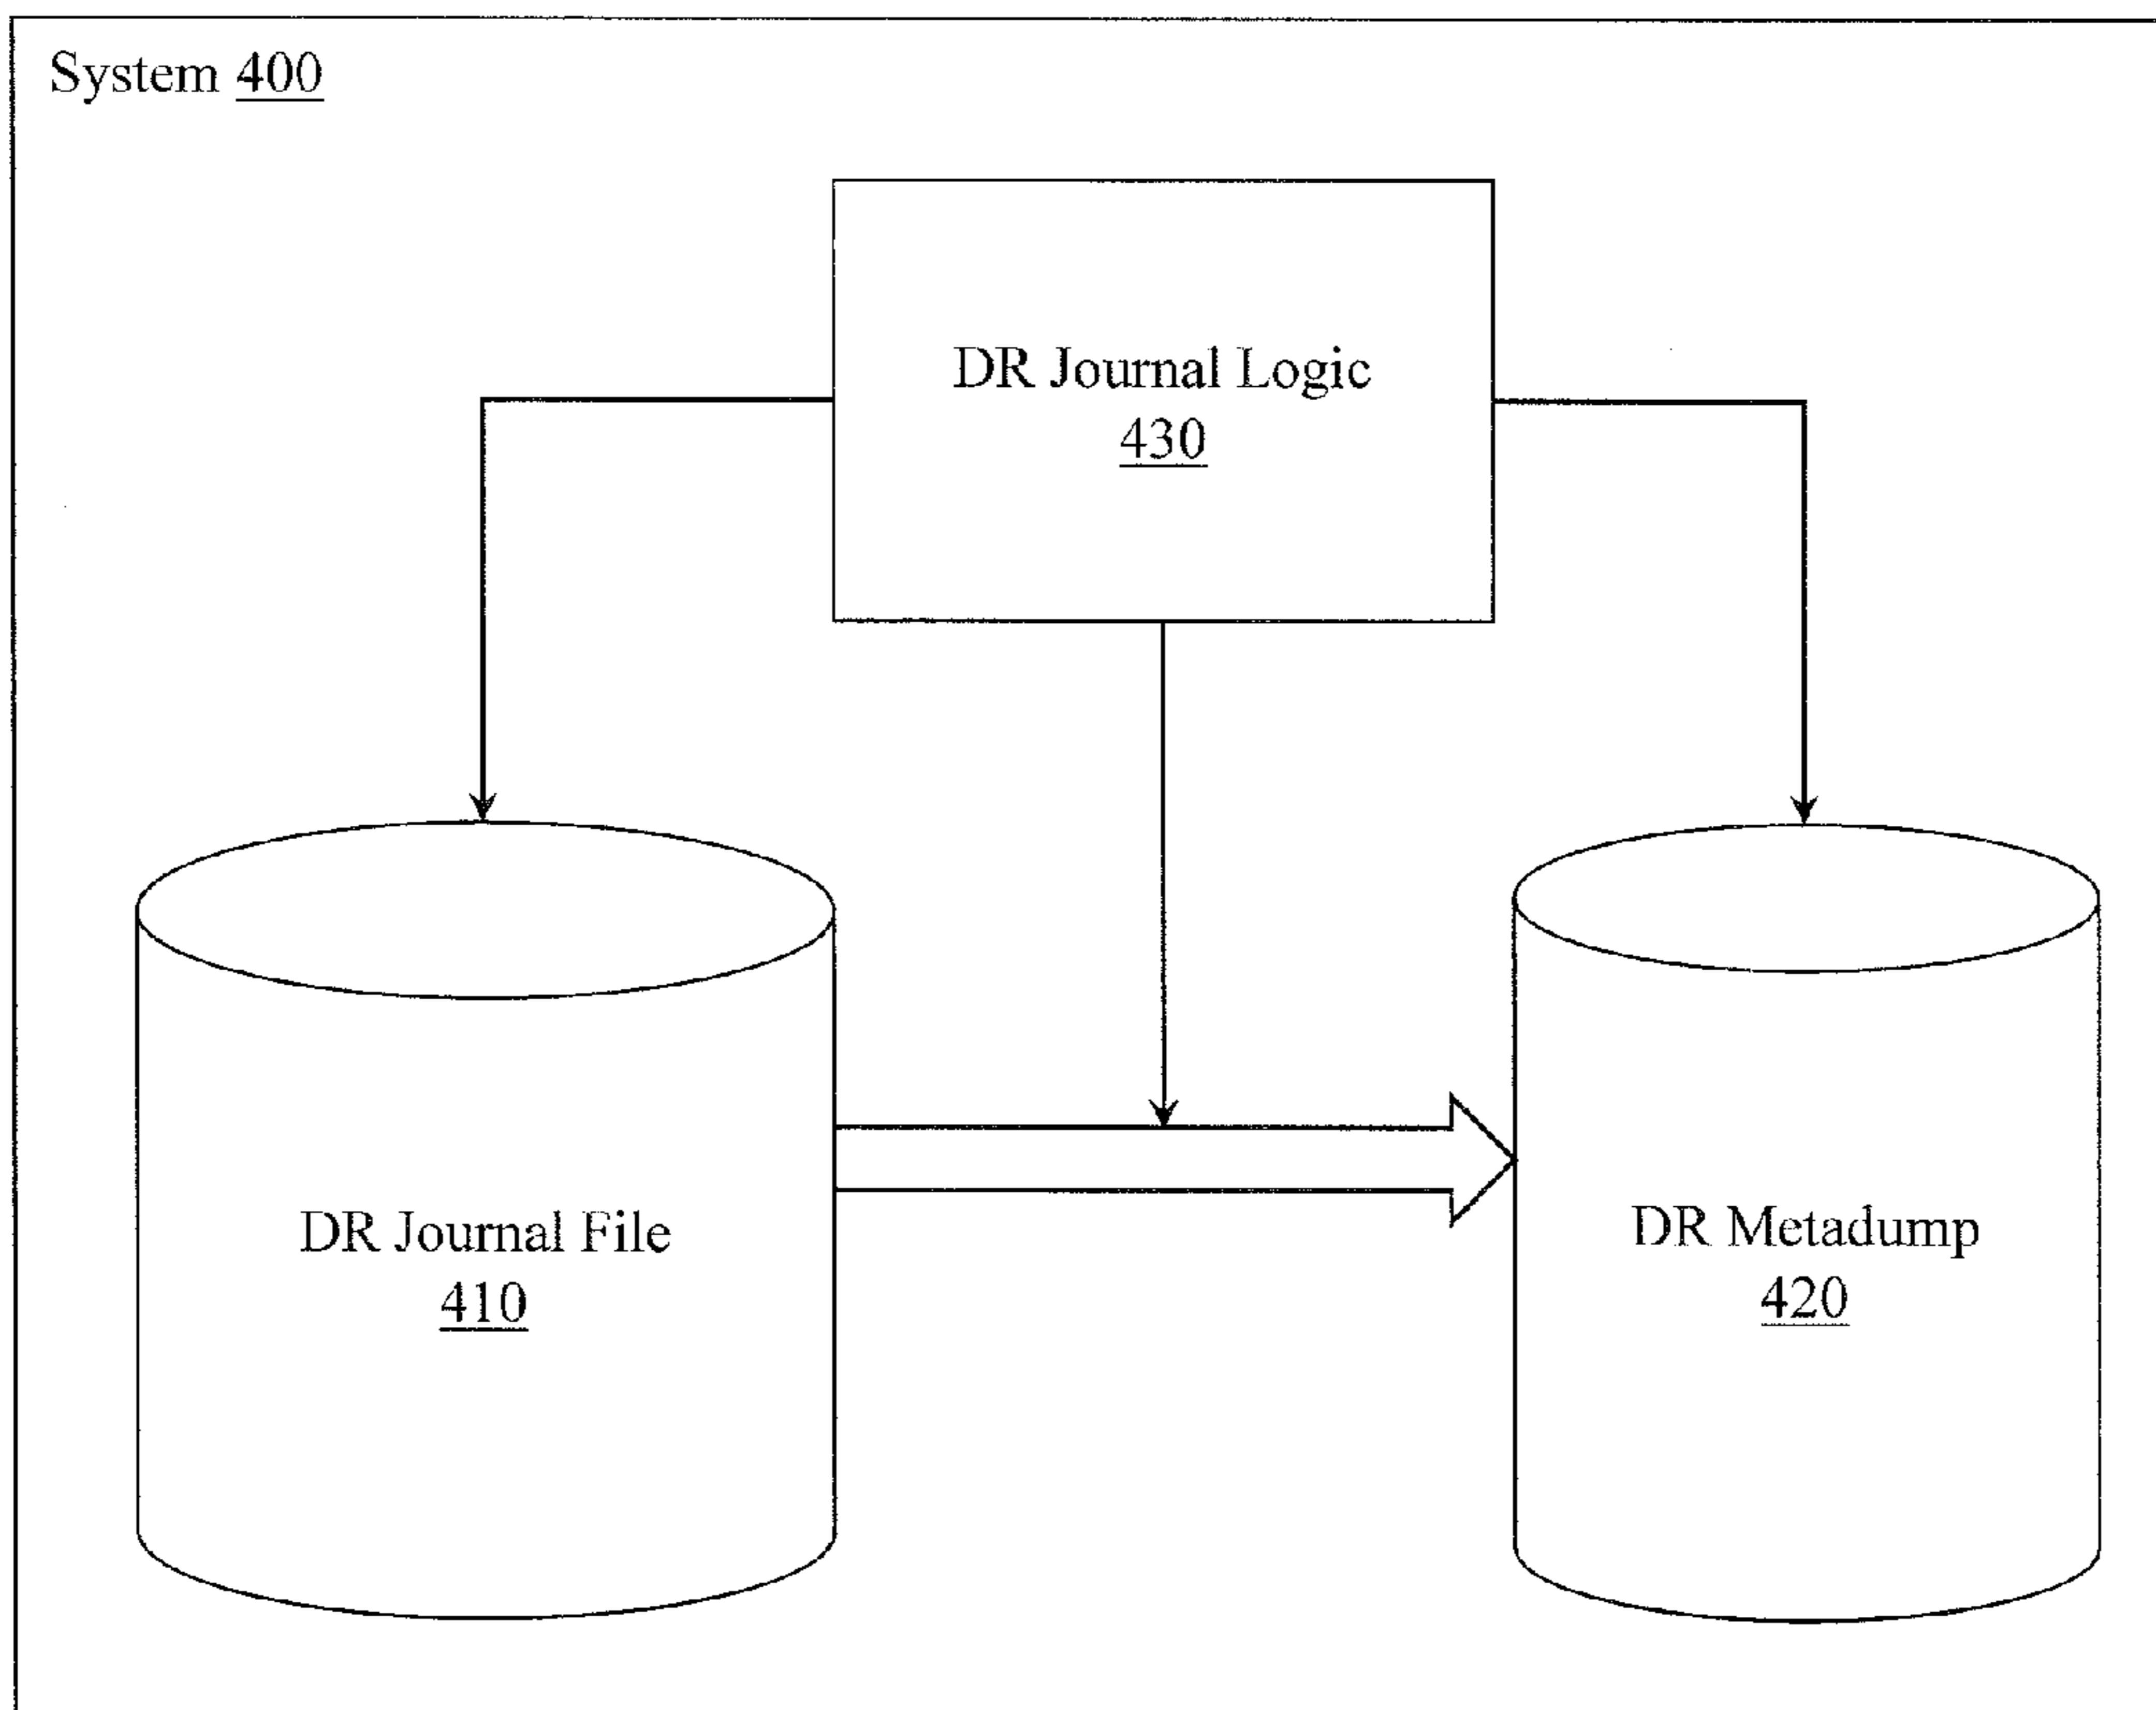 System 400
DR Journal Logic
430
DR Journal File
410
DR Metadump
420